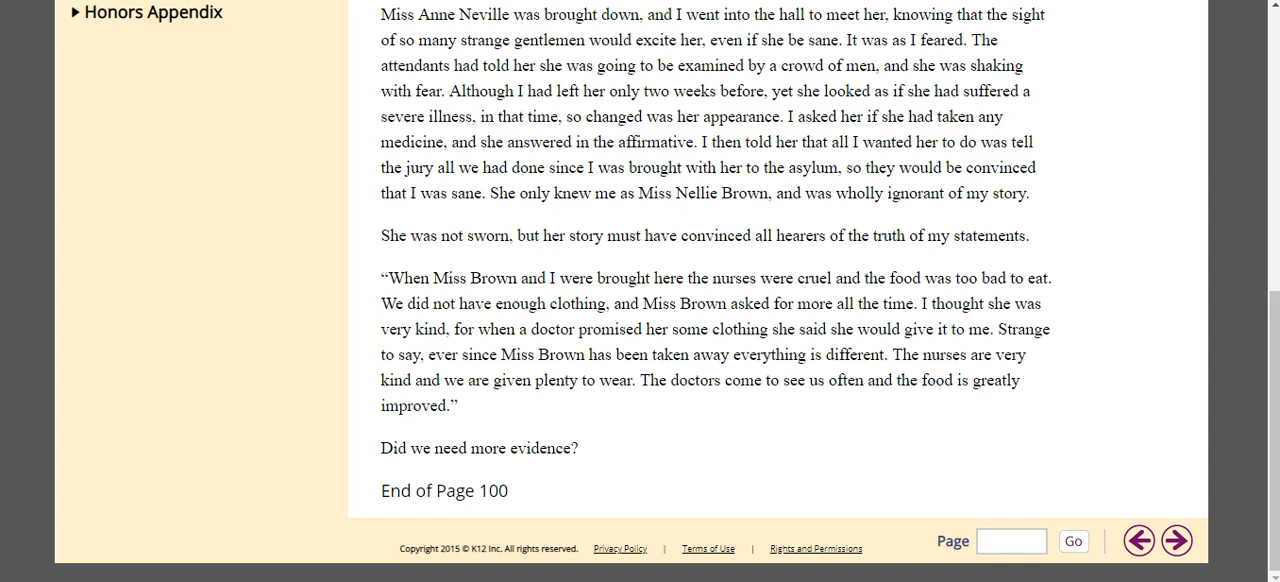 Honors Appendix
Miss Anne Neville was brought down, and I went into the hall to meet her, knowing that the sight
of so many strange gentlemen would excite her, even if she be sane. It was as I feared. The
attendants had told her she was going to be examined by a crowd of men, and she was shaking
with fear. Although I had left her only two weeks before, yet she looked as if she had suffered a
severe illness, in that time, so changed was her appearance. I asked her if she had taken any
medicine, and she answered in the affirmative. I then told her that all I wanted her to do was tell
the jury all we had done since I was brought with her to the asylum, so they would be convinced
that I was sane. She only knew me as Miss Nellie Brown, and was wholly ignorant of my story.
She was not sworn, but her story must have convinced all hearers of the truth of my statements.
“When Miss Brown and I were brought here the nurses were cruel and the food was too bad to eat.
We did not have enough clothing, and Miss Brown asked for more all the time. I thought she was
very kind, for when a doctor promised her some clothing she said she would give it to me. Strange
to say, ever since Miss Brown has been taken away everything is different. The nurses are very
kind and we are given plenty to wear. The doctors come to see us often and the food is greatly
improved.”
Did we need more evidence?
End of Page 100
Copyright 2015 © K12 Inc. All rights reserved. Privacy Policy | Terms of Use | Rights and Permissions
Page Go